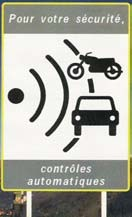 Pour votre sécurité,
contrôles
automatiques